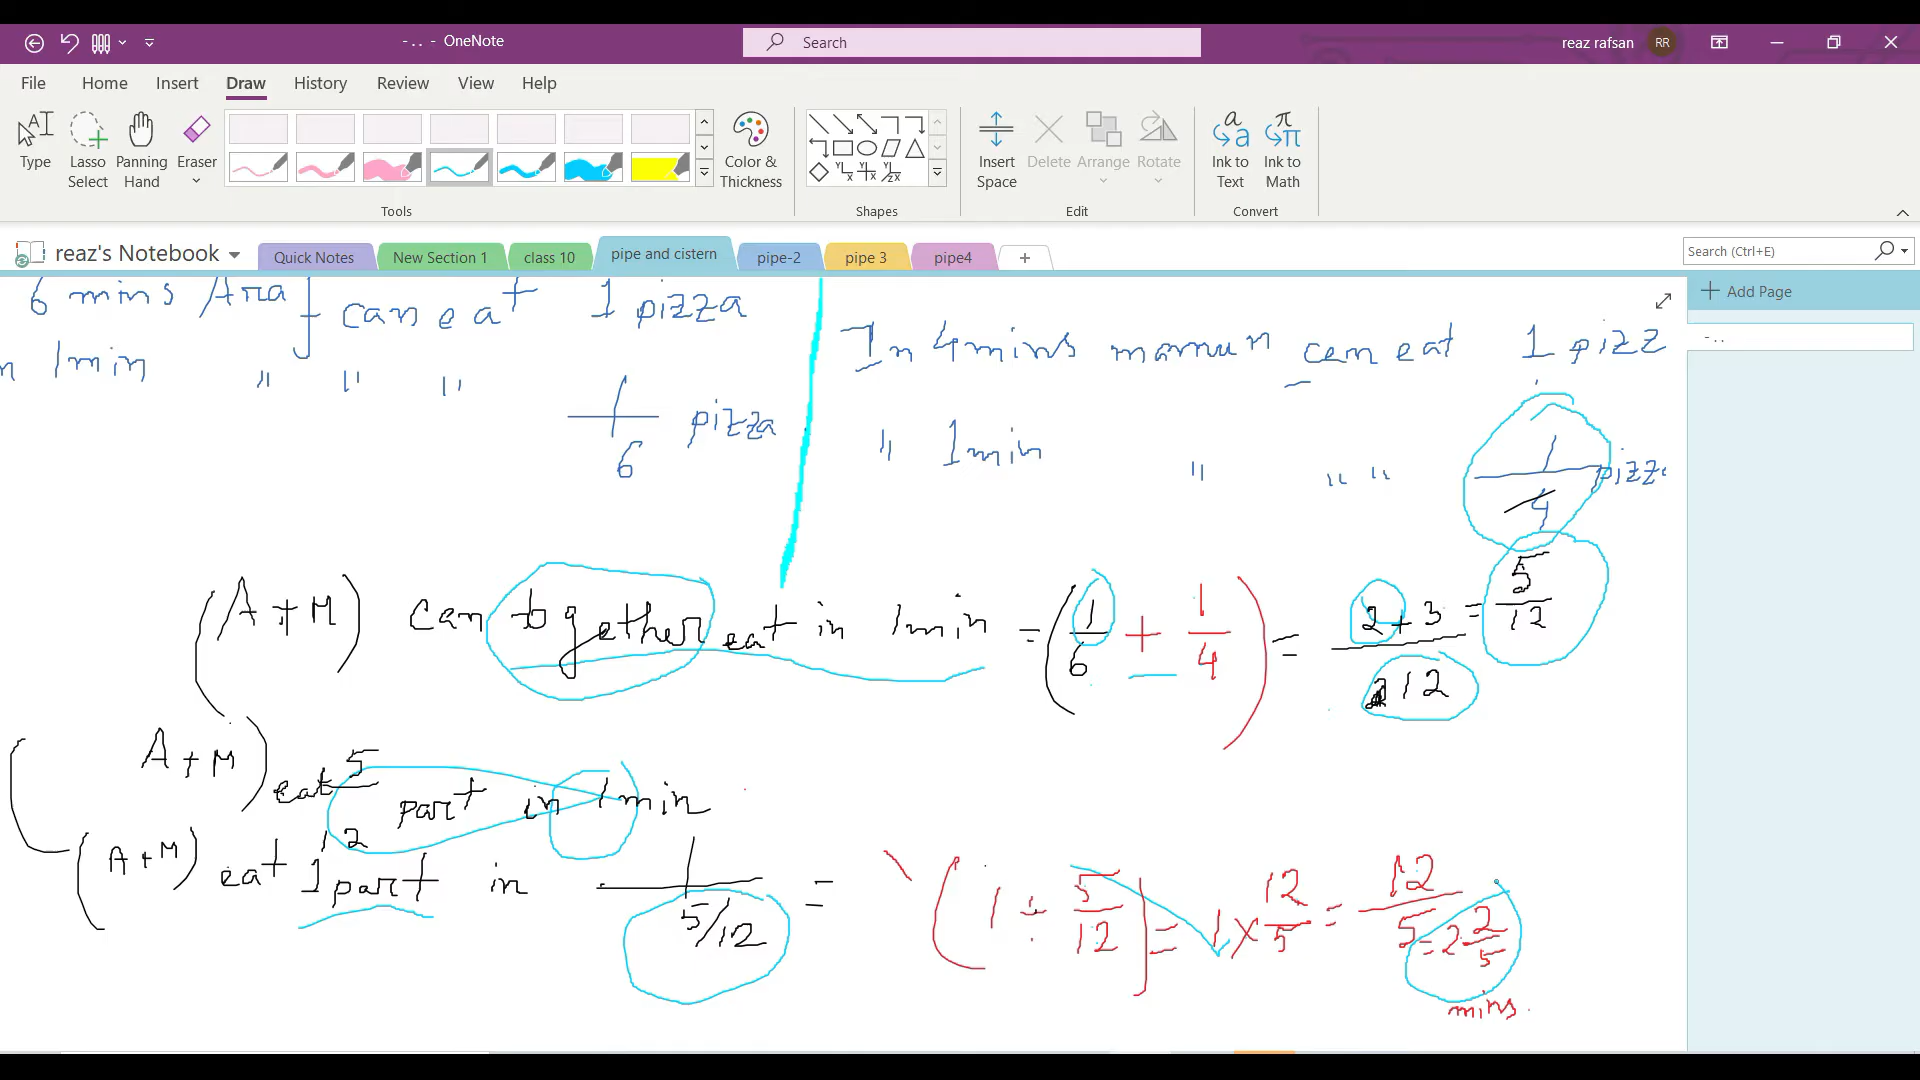 - .. - OneNote
Search
reaz rafsan RR
File Home Insert Draw History Review View Help
Type
Lasso Select
Panning Hand
Eraser
Color & Thickness
Insert Space
Delete
Arrange
Rotate
Ink to Text
Ink to Math
Tools
Shapes
Edit
Convert
reaz's Notebook
Quick Notes
New Section 1
class 10
pipe and cistern
pipe-2
pipe 3
pipe4
Search (Ctrl+E)
Add Page
- ..
6 mins can eat 1 pizza
n 1min " " " 1/6 pizza
In 4mins mamun can eat 1 pizz
" 1min " " " 1/4 pizz
(A+M) can together eat in 1min = (1/6 + 1/4) = 2+3/12 = 5/12
(A+M) eat 5/12 part in 1min
(A+M) eat 1 part in 1/5/12 = (1 ÷ 5/12) = 1 × 12/5 = 12/5 = 2 2/5
mins